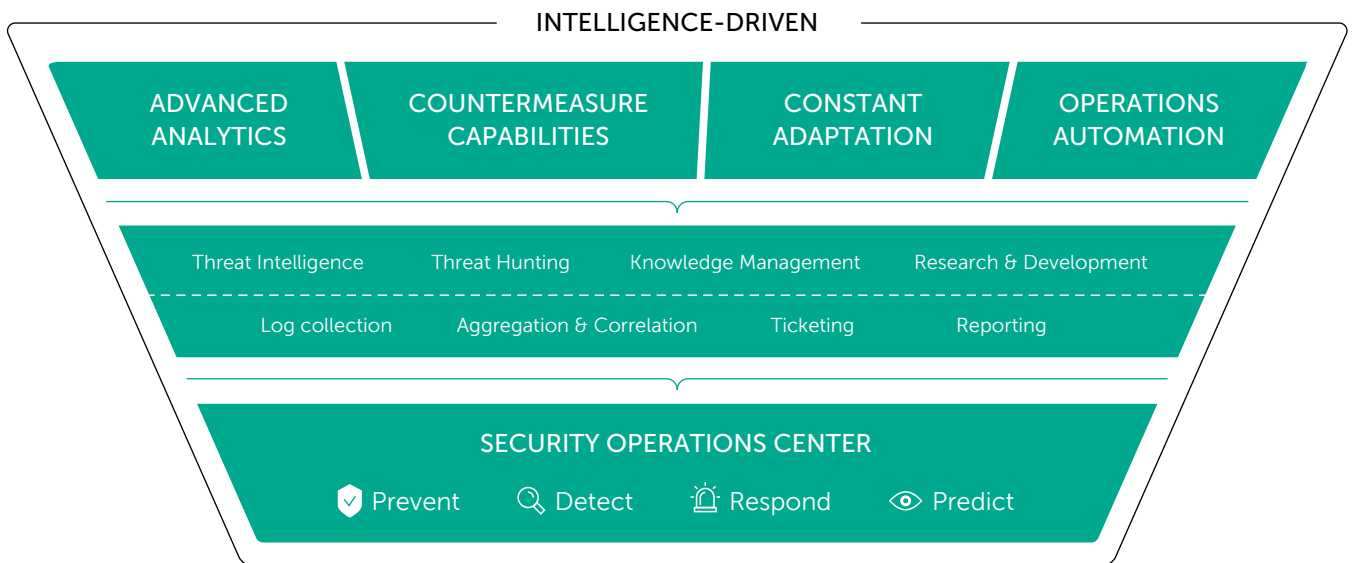 INTELLIGENCE-DRIVEN
ADVANCED
ANALYTICS
COUNTERMEASURE
CAPABILITIES
CONSTANT
ADAPTATION
OPERATIONS
AUTOMATION
Threat Intelligence Threat Hunting Knowledge Management Research & Development
Log collection Aggregation & Correlation Ticketing Reporting
SECURITY OPERATIONS CENTER
Prevent Detect Respond Predict